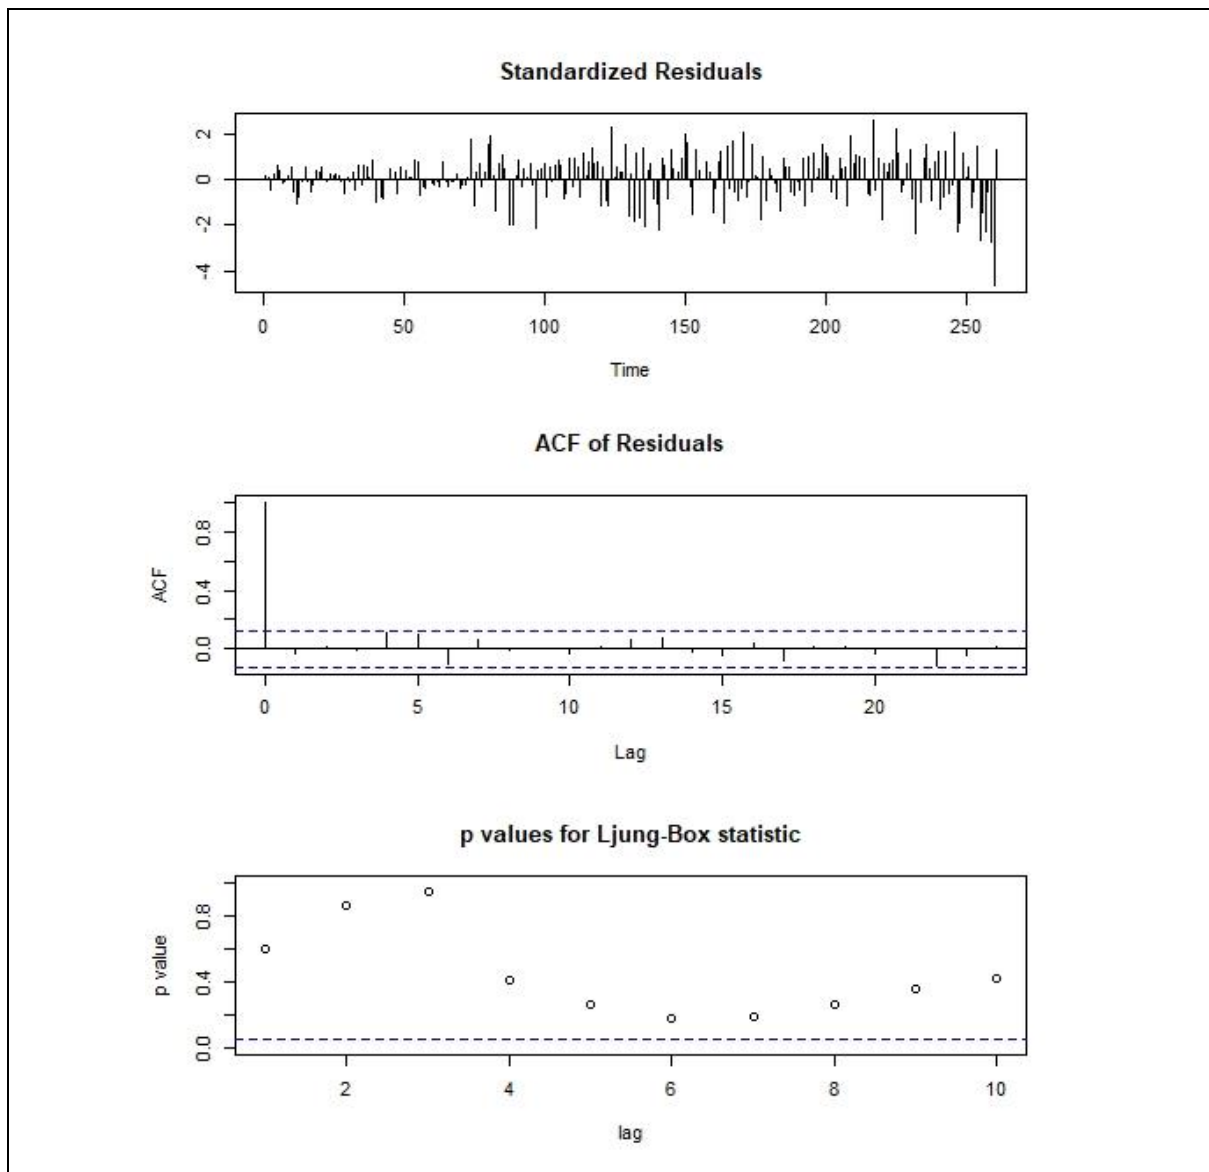 Standardized Residuals
2
0
-2
-4
0 50 100 150 200 250
Time
ACF of Residuals
ACF
0.8
0.4
0.0
0 5 10 15 20
Lag
p values for Ljung-Box statistic
p value
0.8
0.4
0.0
2 4 6 8 10
lag